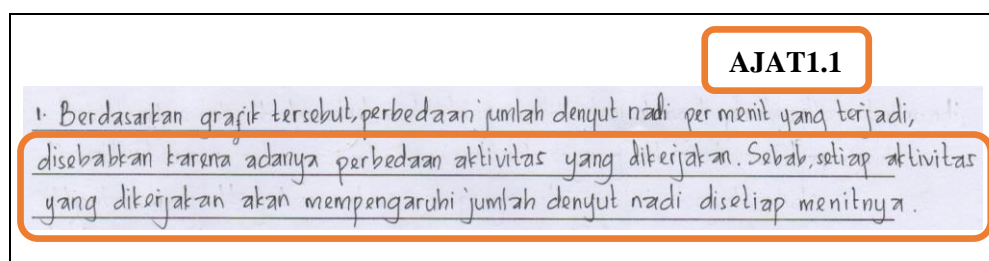 AJAT1.1
1. Berdasarkan grafik tersebut, perbedaan jumlah denyut nadi per menit yang terjadi,
disebabkan karena adanya perbedaan aktivitas yang dikerjakan. Sebab, setiap aktivitas
yang dikerjakan akan mempengaruhi jumlah denyut nadi disetiap menitnya.